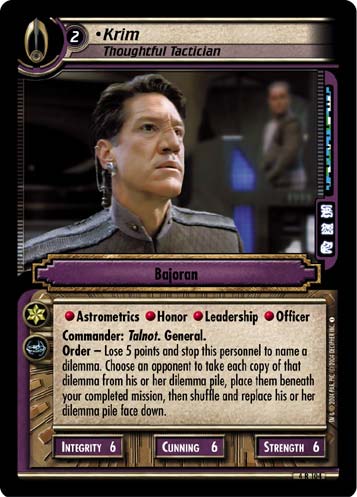 2
•Krim
Thoughtful Tactician
Bajoran
• Astrometrics • Honor • Leadership • Officer
Commander: Talnot. General.
Order – Lose 5 points and stop this personnel to name a
dilemma. Choose an opponent to take each copy of that
dilemma from his or her dilemma pile, place them beneath
your completed mission, then shuffle and replace his or her
dilemma pile face down.
INTEGRITY 6 CUNNING 6 STRENGTH 6
4 R 104